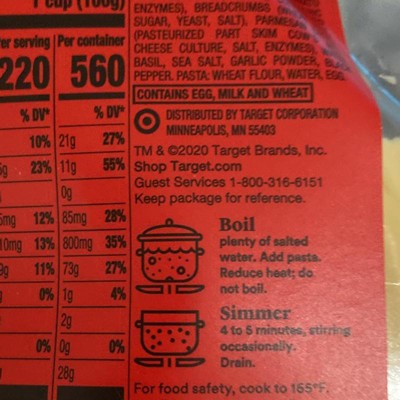 1 cup (160g)
ENZYMES), BREADCRUMBS
SUGAR, YEAST, SALT), PARMESAN
(PASTEURIZED PART SKIM COW
CHEESE CULTURE, SALT, ENZYMES),
BASIL, SEA SALT, GARLIC POWDER,
PEPPER. PASTA: WHEAT FLOUR, WATER, EGG
CONTAINS EGG, MILK AND WHEAT
DISTRIBUTED BY TARGET CORPORATION
MINNEAPOLIS, MN 55403
TM & ©2020 Target Brands, Inc.
Shop Target.com
Guest Services 1-800-316-6151
Keep package for reference.
Per serving Per container
220 560
% DV* % DV*
10% 21g 27%
23% 11g 55%
0g
12% 85mg 28%
13% 800mg 35%
11% 73g 27%
0% 1g 4%
2g
0% 0g 0%
28g
Boil
plenty of salted
water. Add pasta.
Reduce heat; do
not boil.
Simmer
4 to 5 minutes, stirring
occasionally.
Drain.
For food safety, cook to 165°F.